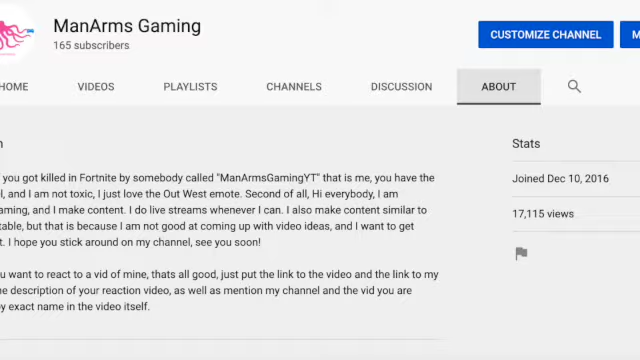 ManArms Gaming
165 subscribers
CUSTOMIZE CHANNEL
M
HOME
VIDEOS
PLAYLISTS
CHANNELS
DISCUSSION
ABOUT
n
you got killed in Fortnite by somebody called "ManArmsGamingYT" that is me, you have the
l, and I am not toxic, I just love the Out West emote. Second of all, Hi everybody, I am
aming, and I make content. I do live streams whenever I can. I also make content similar to
table, but that is because I am not good at coming up with video ideas, and I want to get
t. I hope you stick around on my channel, see you soon!
u want to react to a vid of mine, thats all good, just put the link to the video and the link to my
he description of your reaction video, as well as mention my channel and the vid you are
y exact name in the video itself.
Stats
Joined Dec 10, 2016
17,115 views